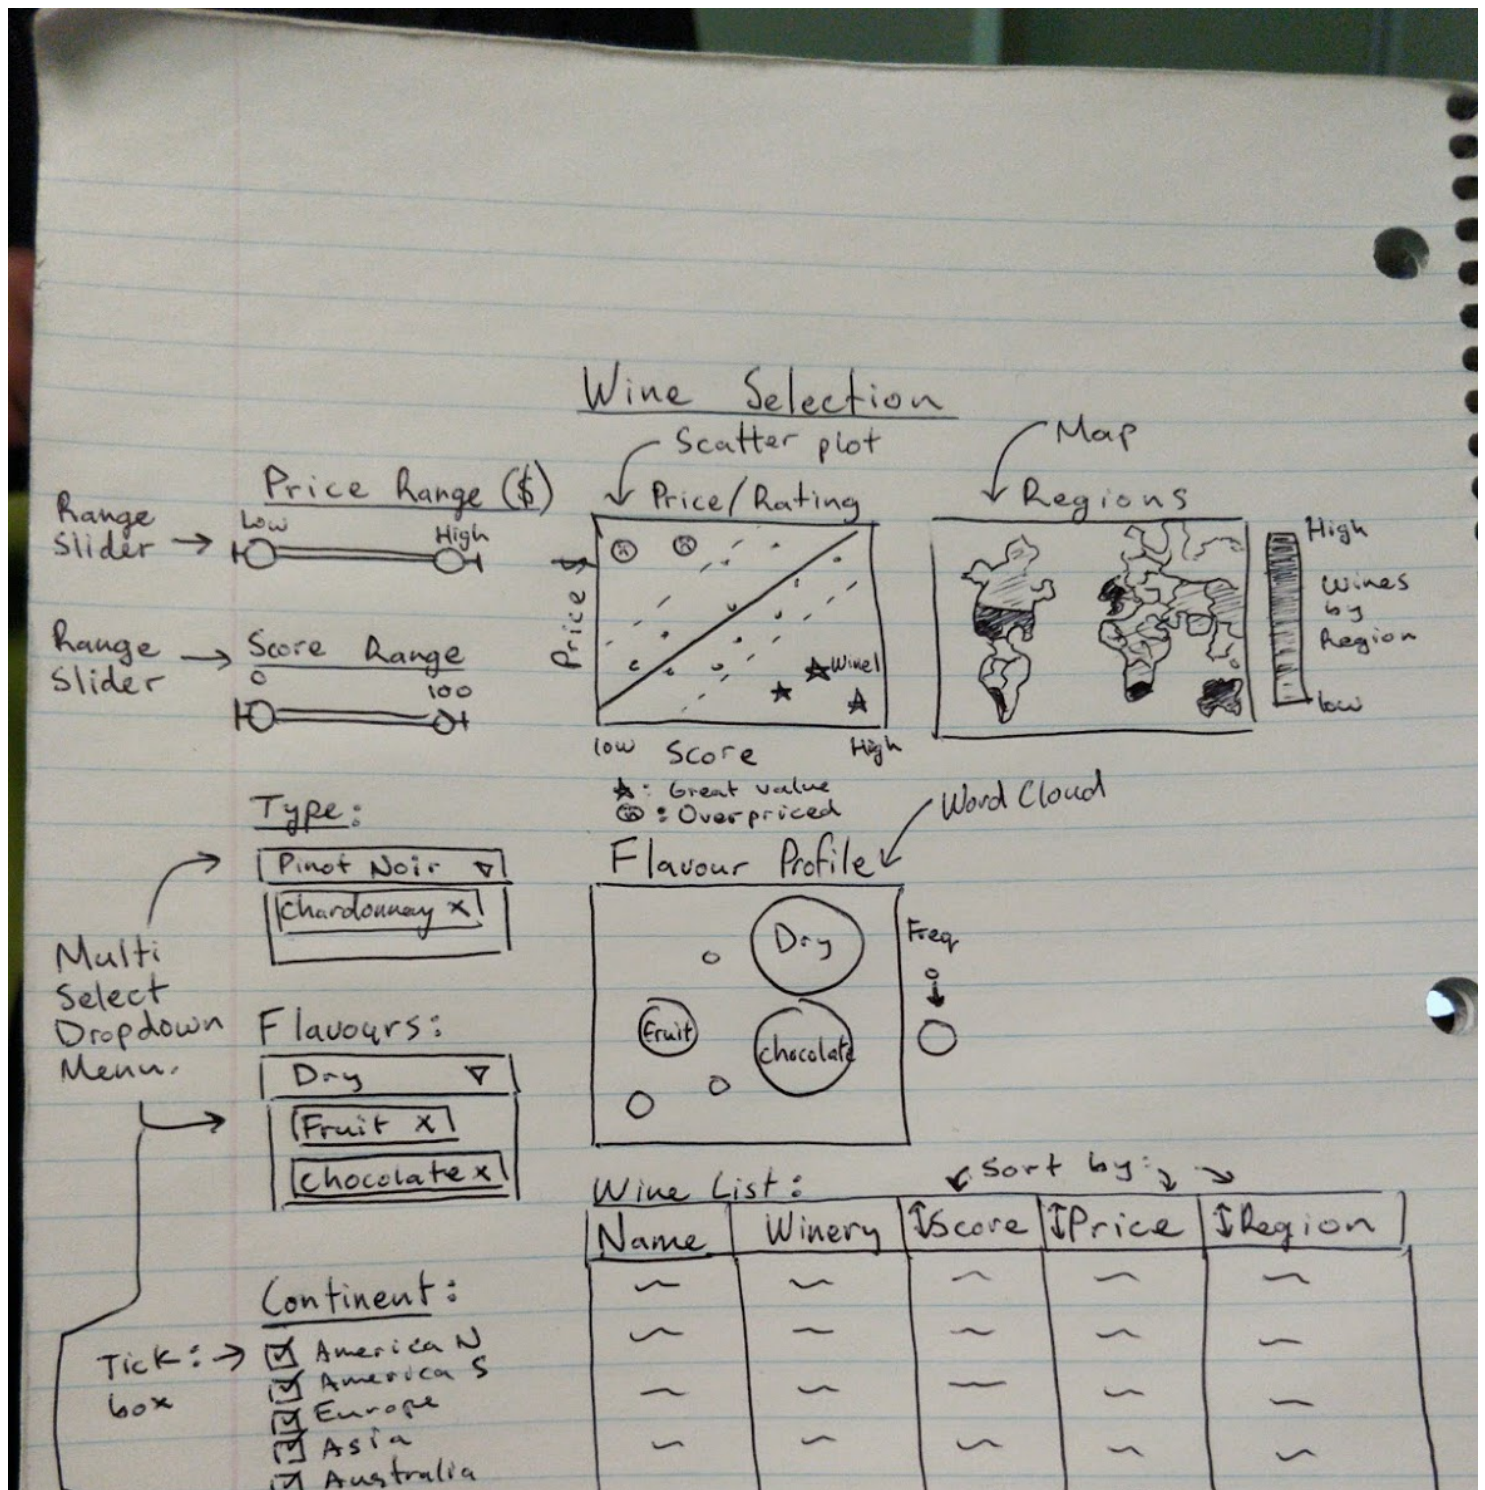 Wine Selection
Scatter plot
Map
Price Range ($)
Range
Slider
Low
High
Price/Rating
Price $
Wine1
low
Score
High
★: Great value
: Overpriced
Regions
High
Wines
by
Region
low
Range
Slider
Score Range
0
100
Type:
Pinot Noir
Chardonnay x
Multi
Select
Dropdown
Menu.
Flavours:
Dry
Fruit x
chocolate x
Word Cloud
Flavour Profile
Dry
Fruit
chocolate
Freq
Continent:
Tick:
box
America N
America S
Europe
Asia
Australia
Wine List:
Sort by:
Name Winery ↕Score ↕Price ↕Region